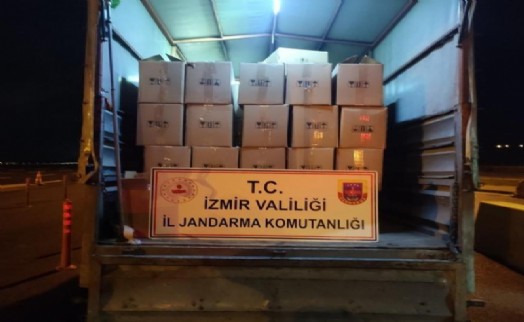 T.C.
İZMİR VALİLİĞİ
İL JANDARMA KOMUTANLIĞI